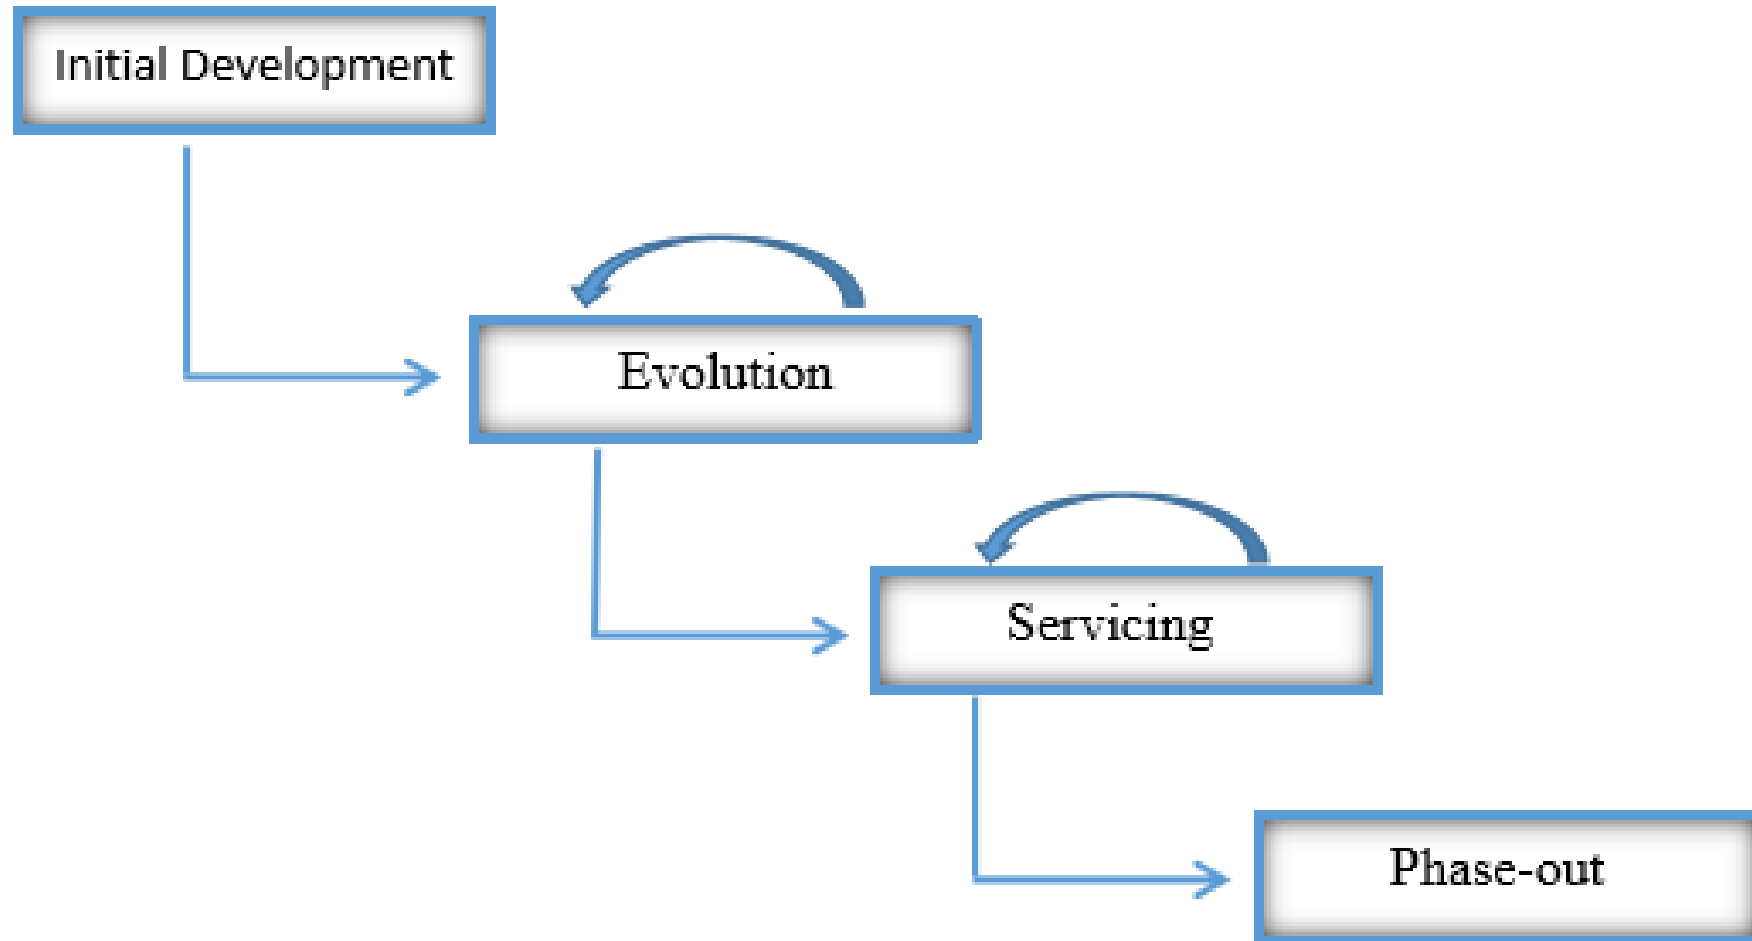 Initial Development
Evolution
Servicing
Phase-out